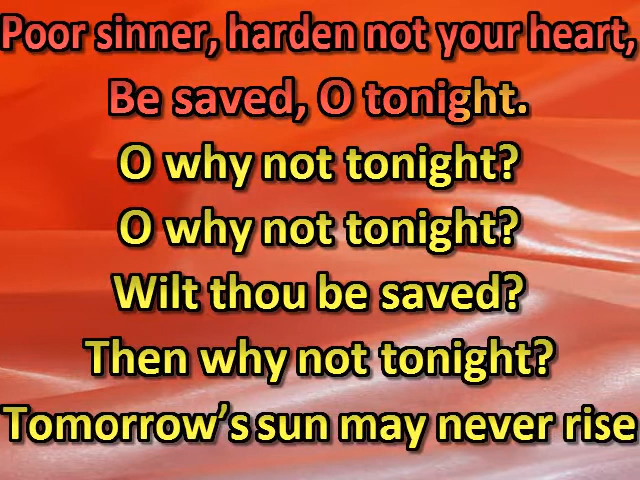 Poor sinner, harden not your heart,
Be saved, O tonight.
O why not tonight?
O why not tonight?
Wilt thou be saved?
Then why not tonight?
Tomorrow’s sun may never rise